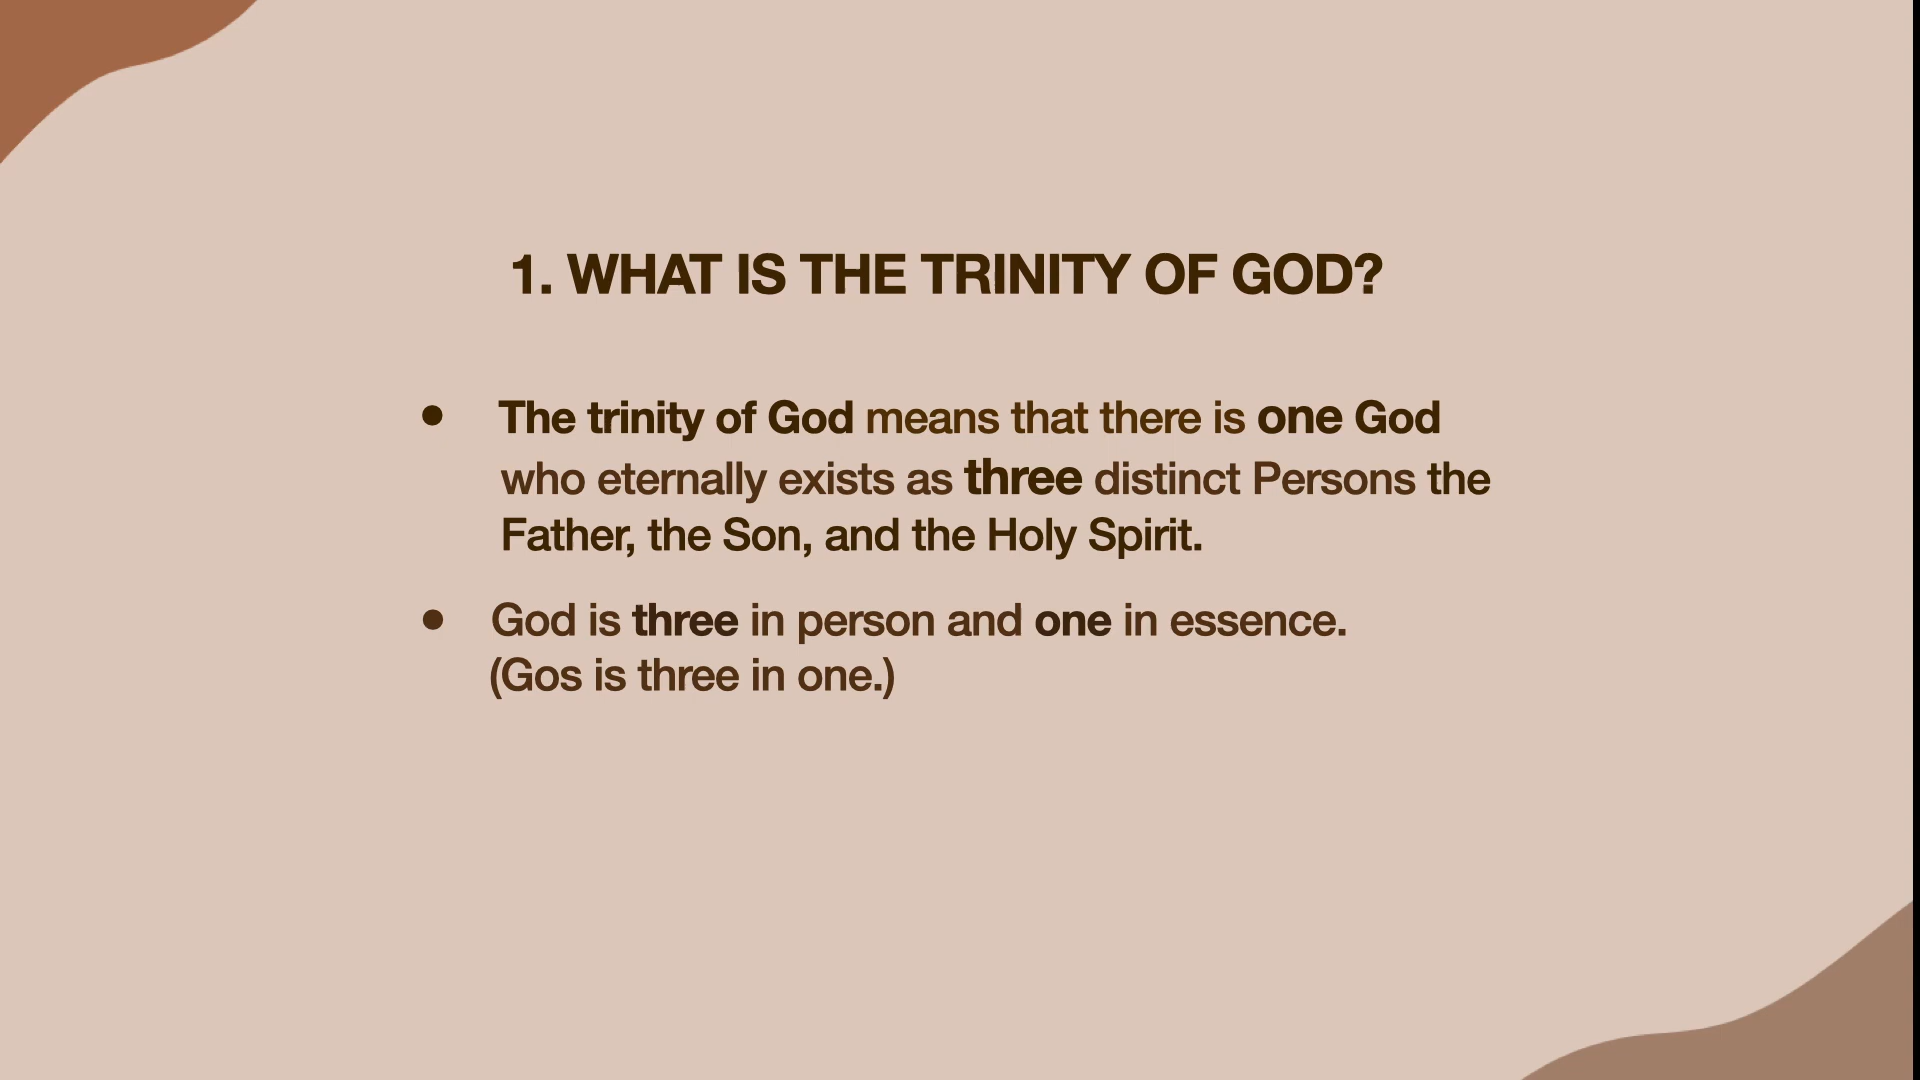 1. WHAT IS THE TRINITY OF GOD?
● The trinity of God means that there is one God
who eternally exists as three distinct Persons the
Father, the Son, and the Holy Spirit.
● God is three in person and one in essence.
(Gos is three in one.)